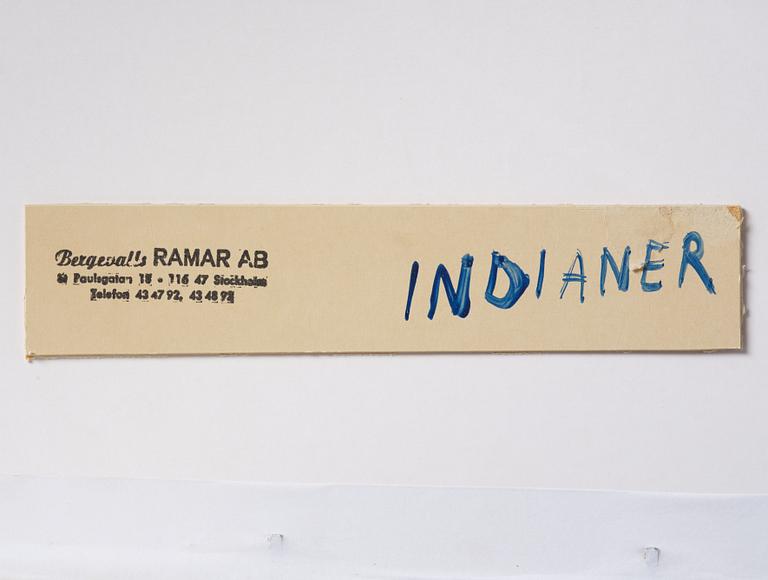 Bergevalls RAMAR AB
St Paulsgatan 15 • 116 47 Stockholm
Telefon 43 47 92, 43 48 92
INDIANER